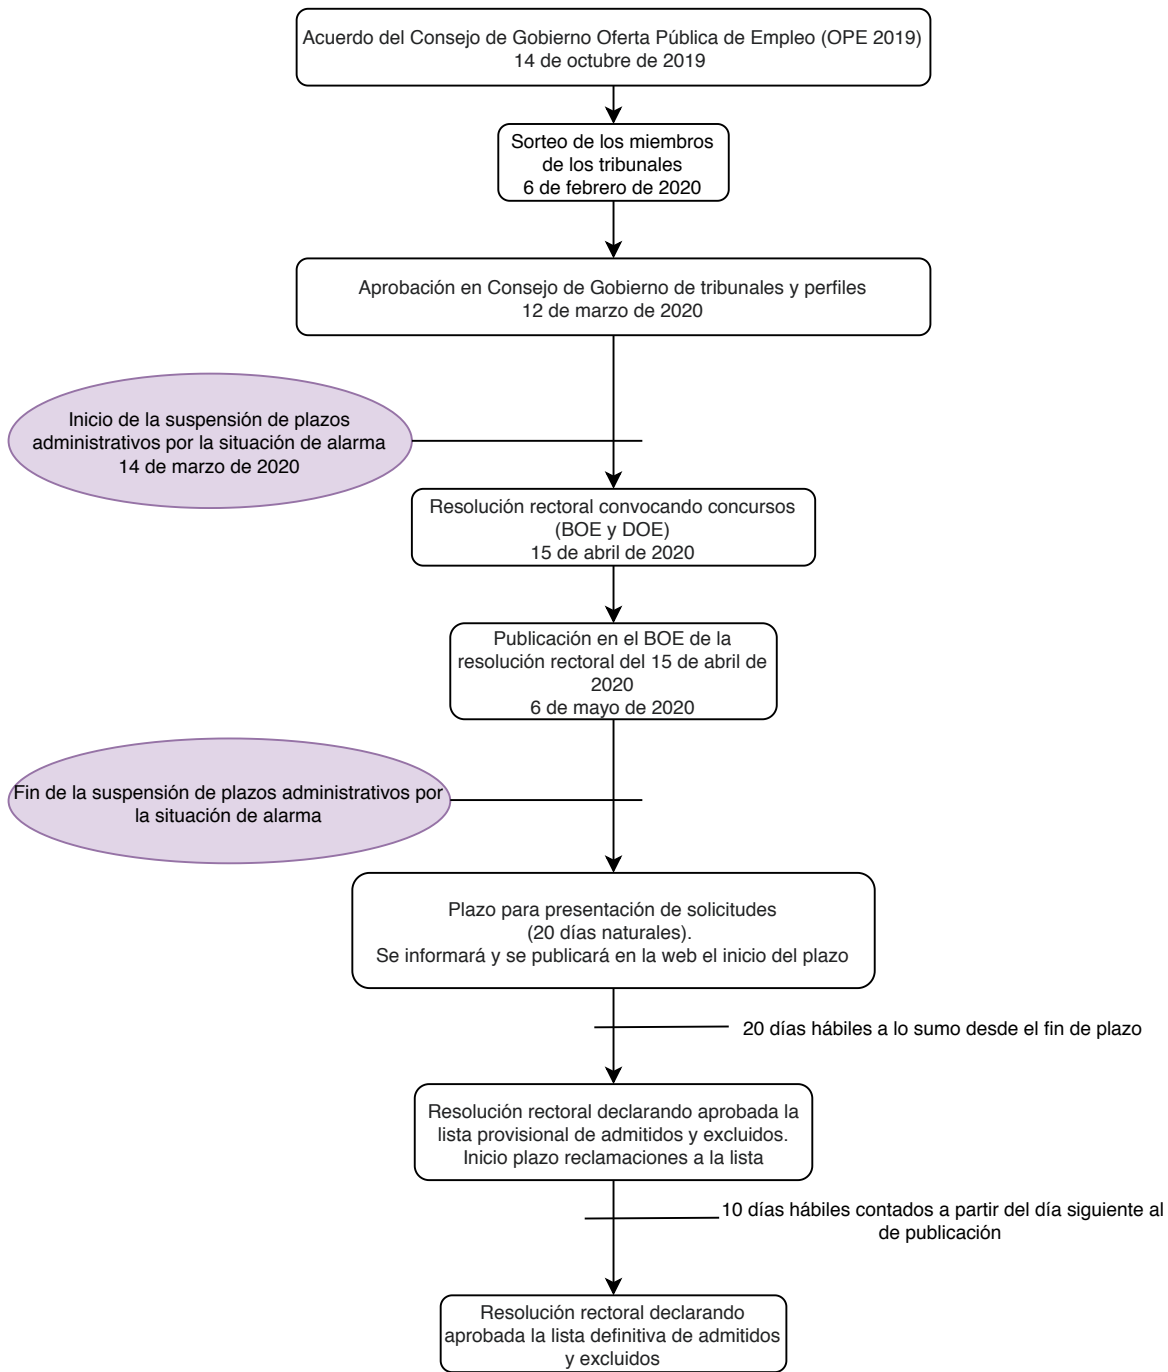 Acuerdo del Consejo de Gobierno Oferta Pública de Empleo (OPE 2019)
14 de octubre de 2019
Sorteo de los miembros
de los tribunales
6 de febrero de 2020
Aprobación en Consejo de Gobierno de tribunales y perfiles
12 de marzo de 2020
Inicio de la suspensión de plazos
administrativos por la situación de alarma
14 de marzo de 2020
Resolución rectoral convocando concursos
(BOE y DOE)
15 de abril de 2020
Publicación en el BOE de la
resolución rectoral del 15 de abril de
2020
6 de mayo de 2020
Fin de la suspensión de plazos administrativos por
la situación de alarma
Plazo para presentación de solicitudes
(20 días naturales).
Se informará y se publicará en la web el inicio del plazo
20 días hábiles a lo sumo desde el fin de plazo
Resolución rectoral declarando aprobada la
lista provisional de admitidos y excluidos.
Inicio plazo reclamaciones a la lista
10 días hábiles contados a partir del día siguiente al
de publicación
Resolución rectoral declarando
aprobada la lista definitiva de admitidos
y excluidos